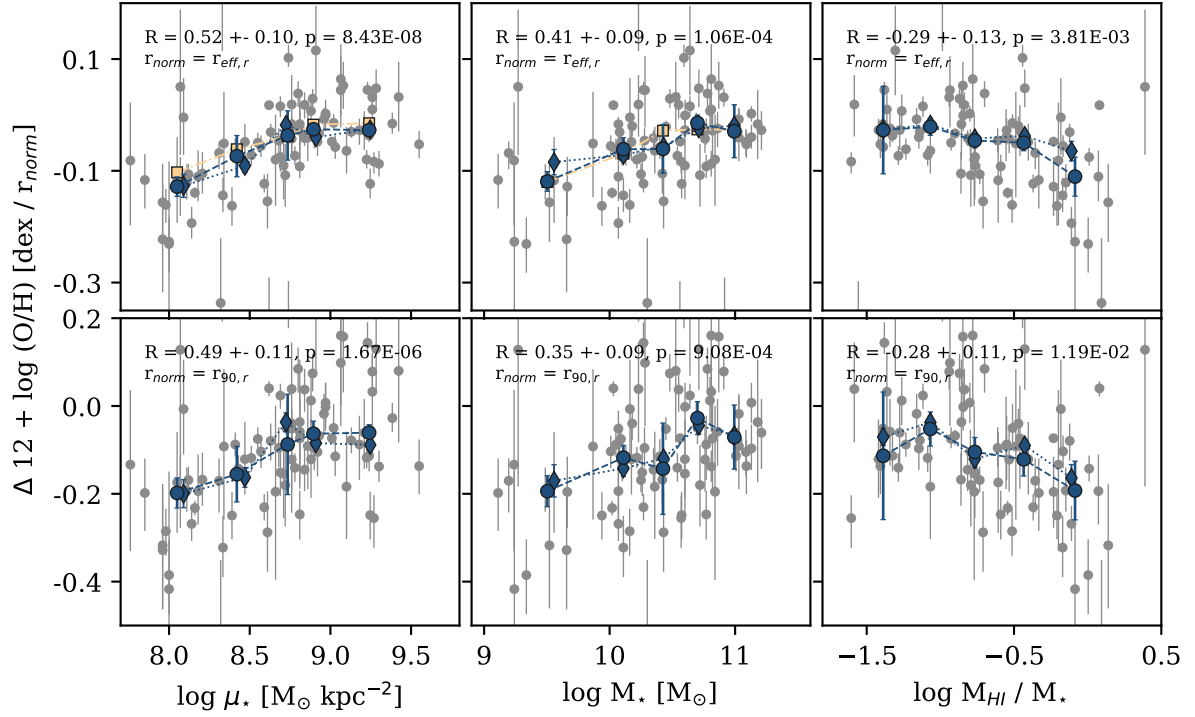 R = 0.52 +- 0.10, p = 8.43E-08
r_norm = r_eff,r
R = 0.41 +- 0.09, p = 1.06E-04
r_norm = r_eff,r
R = -0.29 +- 0.13, p = 3.81E-03
r_norm = r_eff,r
0.1
-0.1
-0.3
Δ 12 + log (O/H) [dex / r_norm]
R = 0.49 +- 0.11, p = 1.67E-06
r_norm = r_90,r
R = 0.35 +- 0.09, p = 9.08E-04
r_norm = r_90,r
R = -0.28 +- 0.11, p = 1.19E-02
r_norm = r_90,r
0.2
0.0
-0.2
-0.4
8.0 8.5 9.0 9.5
9 10 11
−1.5 −0.5 0.5
log μ⋆ [M⊙ kpc⁻²]
log M⋆ [M⊙]
log M_HI / M⋆